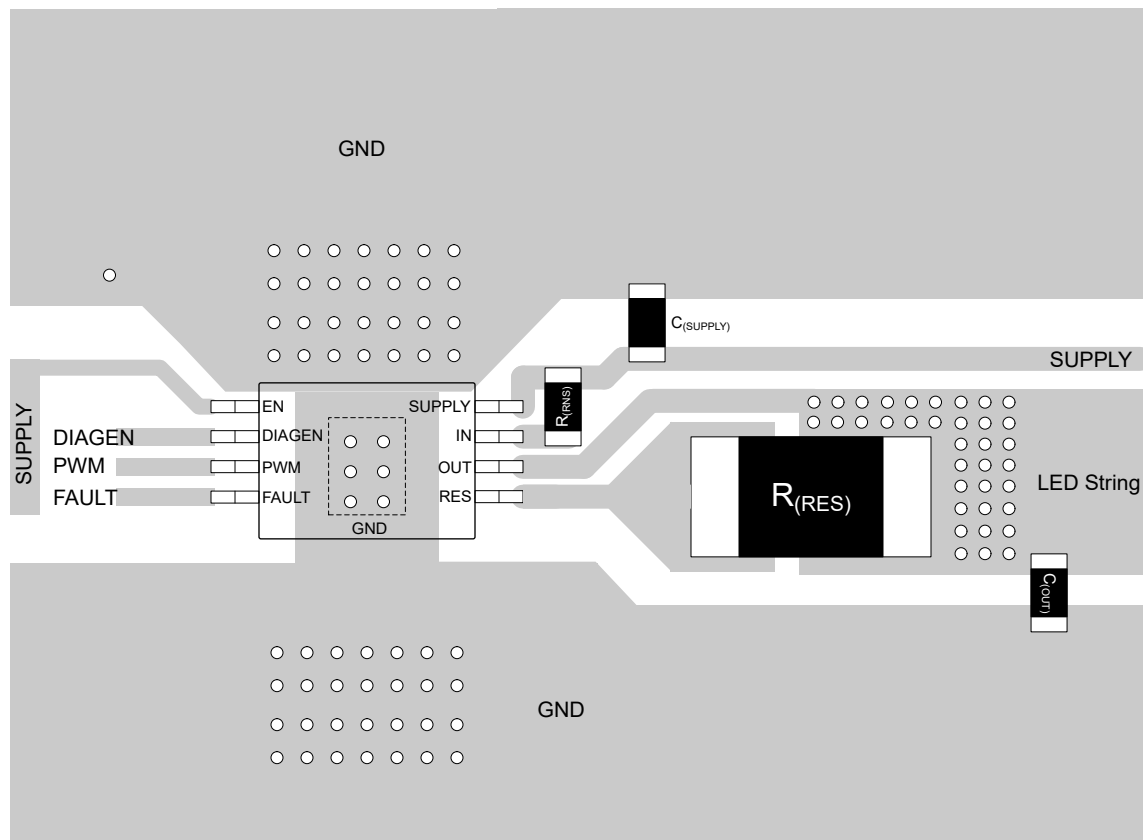 GND
C(SUPPLY)
SUPPLY
R(RNS)
SUPPLY
EN
DIAGEN
PWM
FAULT
SUPPLY
IN
OUT
RES
GND
DIAGEN
PWM
FAULT
R(RES)
LED String
C(OUT)
GND